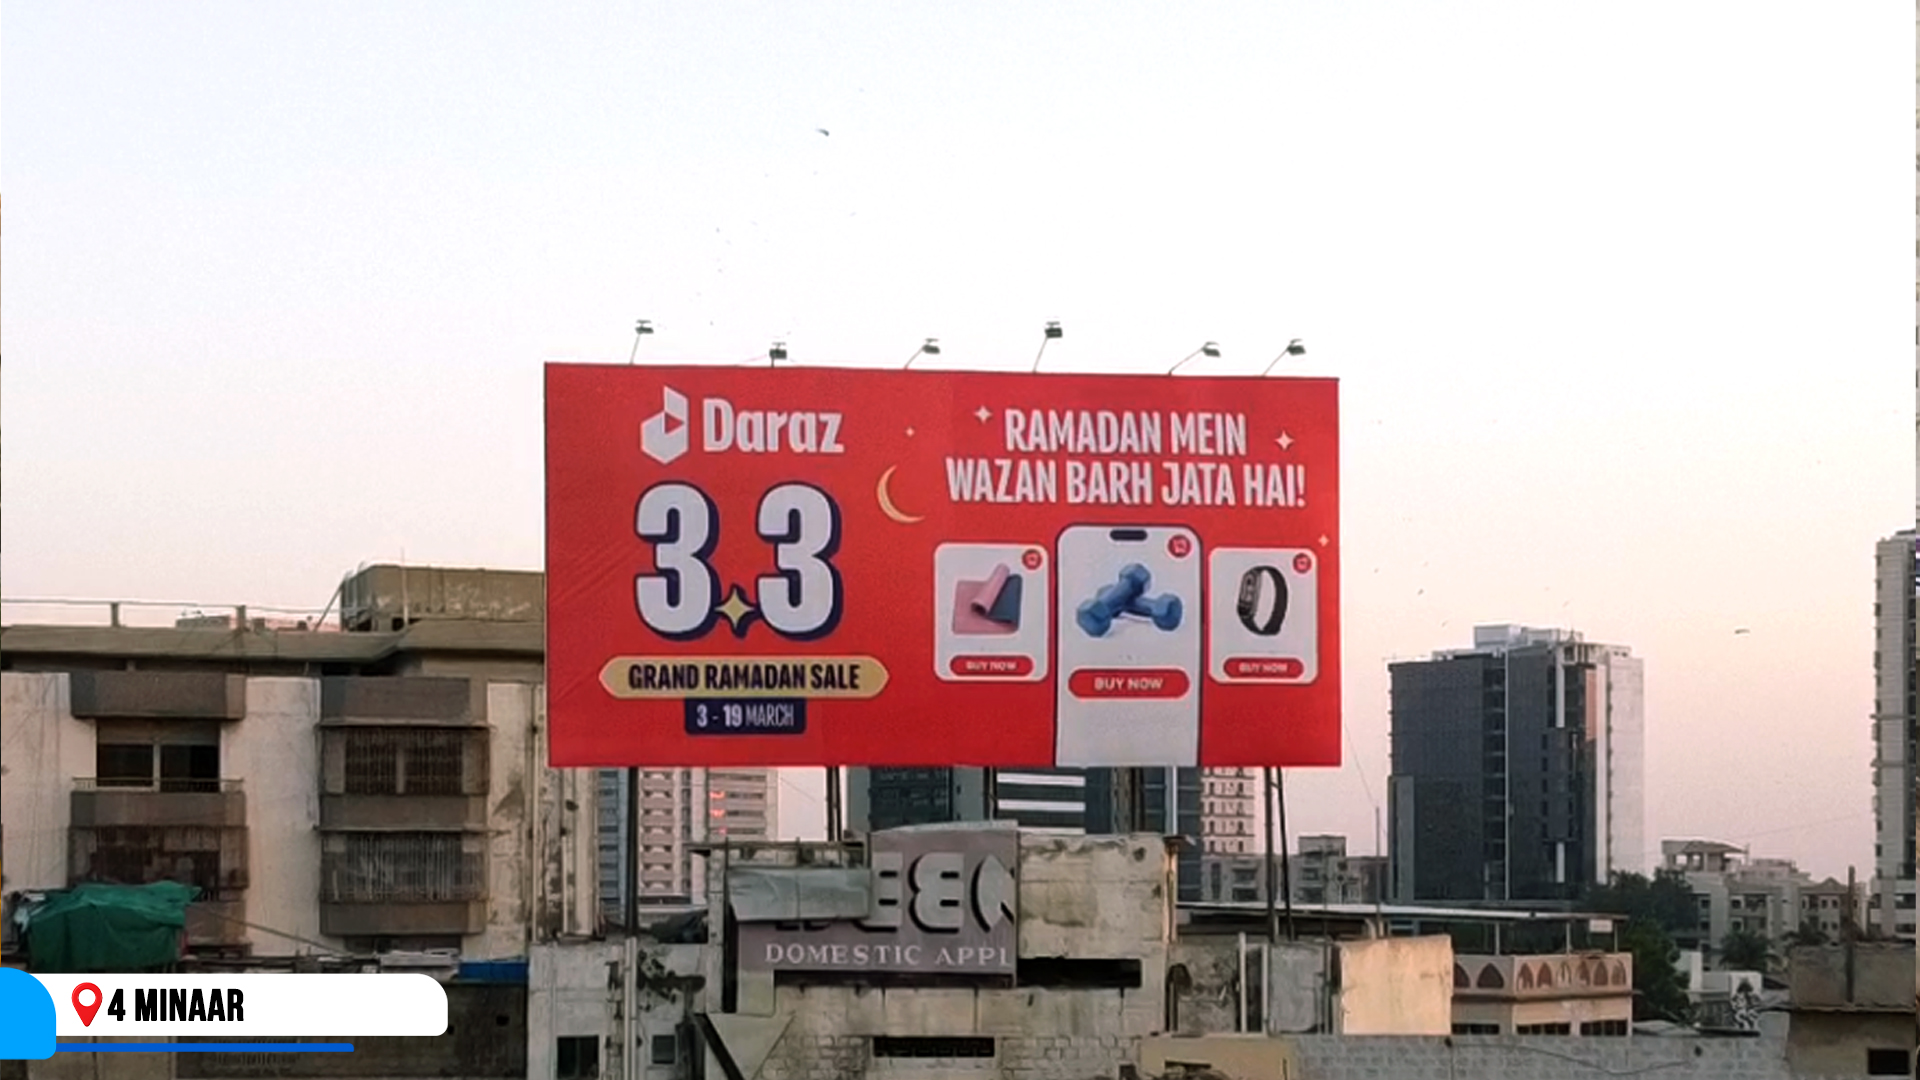 Daraz
3.3
GRAND RAMADAN SALE
3 - 19 MARCH
RAMADAN MEIN
WAZAN BARH JATA HAI!
BUY NOW
BUY NOW
BUY NOW
DOMESTIC APPL
4 MINAAR